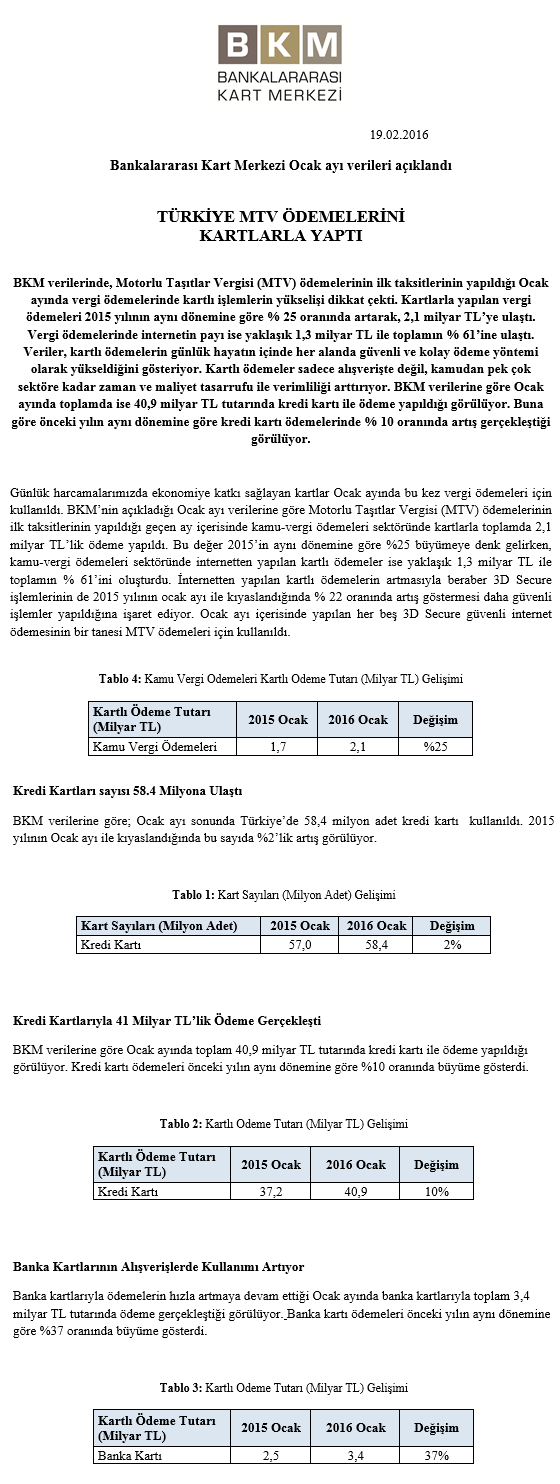 BKM
BANKALARARASI
KART MERKEZİ
19.02.2016
Bankalararası Kart Merkezi Ocak ayı verileri açıklandı
TÜRKİYE MTV ÖDEMELERİNİ
KARTLARLA YAPTI
BKM verilerinde, Motorlu Taşıtlar Vergisi (MTV) ödemelerinin ilk taksitlerinin yapıldığı Ocak
ayında vergi ödemelerinde kartlı işlemlerin yükselişi dikkat çekti. Kartlarla yapılan vergi
ödemeleri 2015 yılının aynı dönemine göre % 25 oranında artarak, 2,1 milyar TL’ye ulaştı.
Vergi ödemelerinde internetin payı ise yaklaşık 1,3 milyar TL ile toplamın % 61’ine ulaştı.
Veriler, kartlı ödemelerin günlük hayatın içinde her alanda güvenli ve kolay ödeme yöntemi
olarak yükseldiğini gösteriyor. Kartlı ödemeler sadece alışverişte değil, kamudan pek çok
sektöre kadar zaman ve maliyet tasarrufu ile verimliliği arttırıyor. BKM verilerine göre Ocak
ayında toplamda ise 40,9 milyar TL tutarında kredi kartı ile ödeme yapıldığı görülüyor. Buna
göre önceki yılın aynı dönemine göre kredi kartı ödemelerinde % 10 oranında artış gerçekleştiği
görülüyor.
Günlük harcamalarımızda ekonomiye katkı sağlayan kartlar Ocak ayında bu kez vergi ödemeleri için
kullanıldı. BKM’nin açıkladığı Ocak ayı verilerine göre Motorlu Taşıtlar Vergisi (MTV) ödemelerinin
ilk taksitlerinin yapıldığı geçen ay içerisinde kamu-vergi ödemeleri sektöründe kartlarla toplamda 2,1
milyar TL’lik ödeme yapıldı. Bu değer 2015’in aynı dönemine göre %25 büyümeye denk gelirken,
kamu-vergi ödemeleri sektöründe internetten yapılan kartlı ödemeler ise yaklaşık 1,3 milyar TL ile
toplamın % 61’ini oluşturdu. İnternetten yapılan kartlı ödemelerin artmasıyla beraber 3D Secure
işlemlerinin de 2015 yılının ocak ayı ile kıyaslandığında % 22 oranında artış göstermesi daha güvenli
işlemler yapıldığına işaret ediyor. Ocak ayı içerisinde yapılan her beş 3D Secure güvenli internet
ödemesinin bir tanesi MTV ödemeleri için kullanıldı.
Tablo 4: Kamu Vergi Odemeleri Kartlı Odeme Tutarı (Milyar TL) Gelişimi
Kartlı Ödeme Tutarı (Milyar TL) 2015 Ocak 2016 Ocak Değişim
Kamu Vergi Ödemeleri 1,7 2,1 %25
Kredi Kartları sayısı 58.4 Milyona Ulaştı
BKM verilerine göre; Ocak ayı sonunda Türkiye’de 58,4 milyon adet kredi kartı kullanıldı. 2015
yılının Ocak ayı ile kıyaslandığında bu sayıda %2’lik artış görülüyor.
Tablo 1: Kart Sayıları (Milyon Adet) Gelişimi
Kart Sayıları (Milyon Adet) 2015 Ocak 2016 Ocak Değişim
Kredi Kartı 57,0 58,4 2%
Kredi Kartlarıyla 41 Milyar TL’lik Ödeme Gerçekleşti
BKM verilerine göre Ocak ayında toplam 40,9 milyar TL tutarında kredi kartı ile ödeme yapıldığı
görülüyor. Kredi kartı ödemeleri önceki yılın aynı dönemine göre %10 oranında büyüme gösterdi.
Tablo 2: Kartlı Odeme Tutarı (Milyar TL) Gelişimi
Kartlı Ödeme Tutarı (Milyar TL) 2015 Ocak 2016 Ocak Değişim
Kredi Kartı 37,2 40,9 10%
Banka Kartlarının Alışverişlerde Kullanımı Artıyor
Banka kartlarıyla ödemelerin hızla artmaya devam ettiği Ocak ayında banka kartlarıyla toplam 3,4
milyar TL tutarında ödeme gerçekleştiği görülüyor. Banka kartı ödemeleri önceki yılın aynı dönemine
göre %37 oranında büyüme gösterdi.
Tablo 3: Kartlı Odeme Tutarı (Milyar TL) Gelişimi
Kartlı Ödeme Tutarı (Milyar TL) 2015 Ocak 2016 Ocak Değişim
Banka Kartı 2,5 3,4 37%